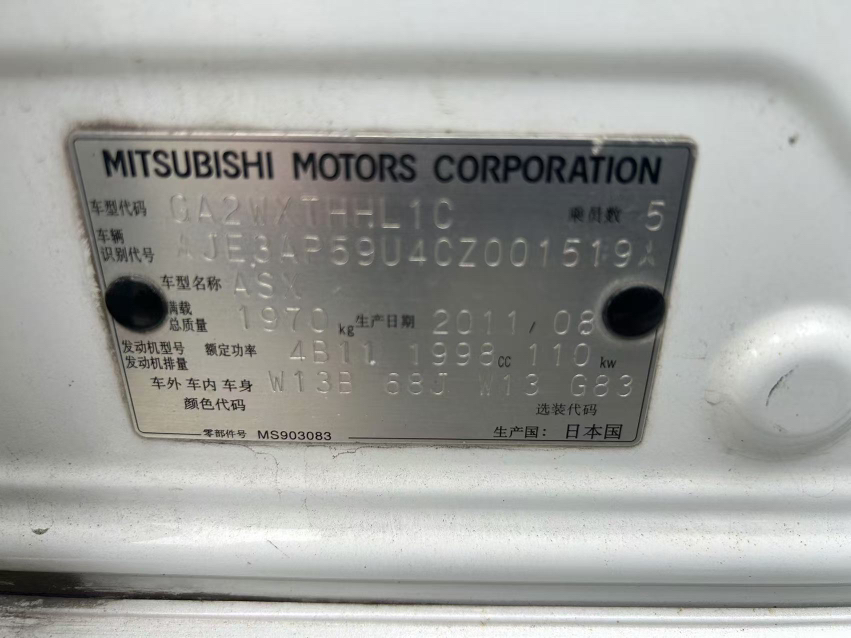 MITSUBISHI MOTORS CORPORATION
车型代码 GA2WXTHHL1C 乘员数 5
车辆识别代号 AJE3AP59U4CZ001519A
车型名称 ASX
满载总质量 1970 kg 生产日期 2011/08
发动机型号 额定功率 发动机排量 4B11 1998 cc 110 kw
车外 车内 车身 W13B 68J W13 G83
颜色代码 选装代码
零部件号 MS903083 生产国: 日本国